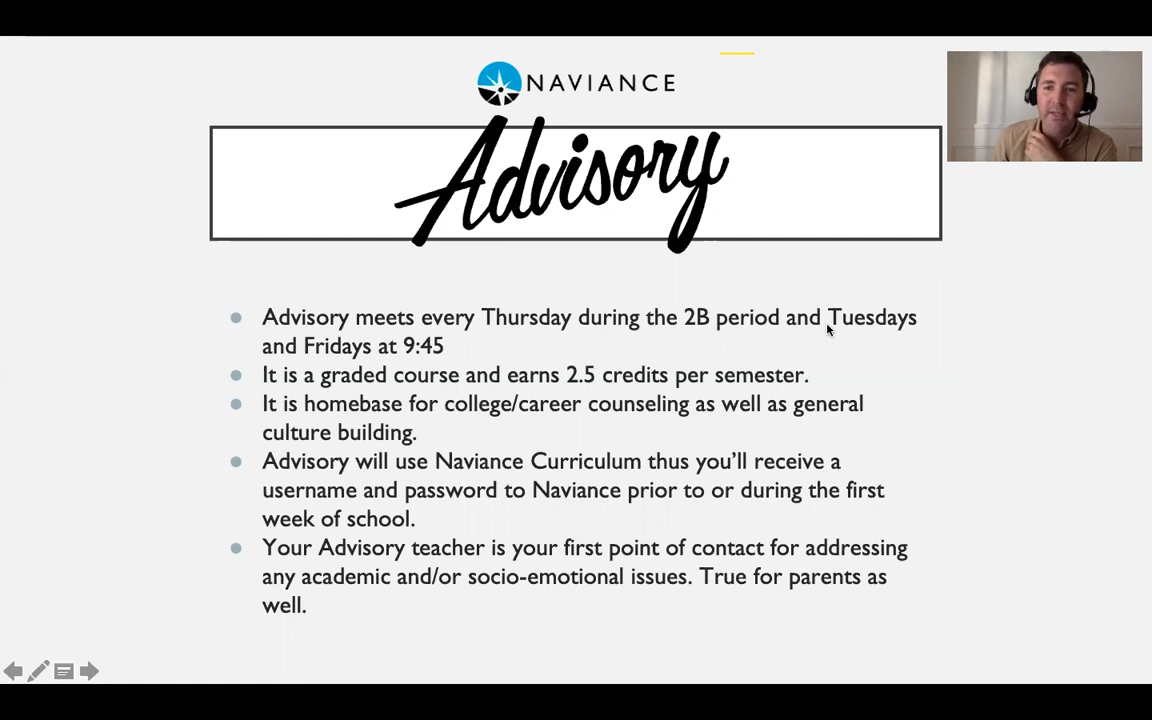 NAVIANCE
Advisory
Advisory meets every Thursday during the 2B period and Tuesdays
and Fridays at 9:45
It is a graded course and earns 2.5 credits per semester.
It is homebase for college/career counseling as well as general
culture building.
Advisory will use Naviance Curriculum thus you’ll receive a
username and password to Naviance prior to or during the first
week of school.
Your Advisory teacher is your first point of contact for addressing
any academic and/or socio-emotional issues. True for parents as
well.